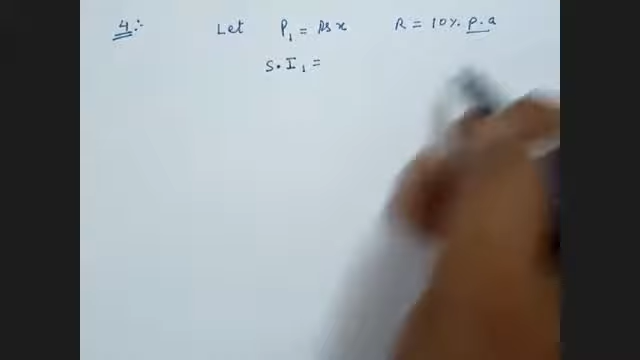 4:. Let P₁ = Rs x R = 10%. p.a
S.I₁ =